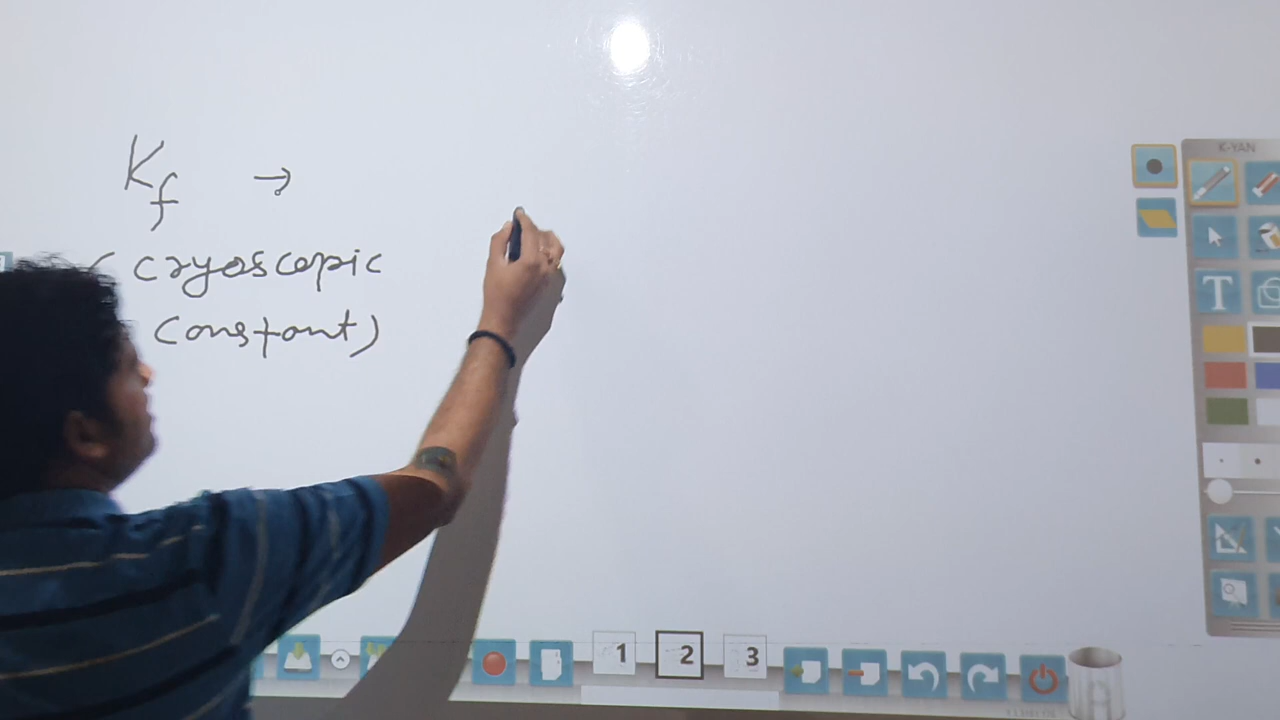 Kf →
( cryoscopic
constant)
K-YAN
T
1 2 3